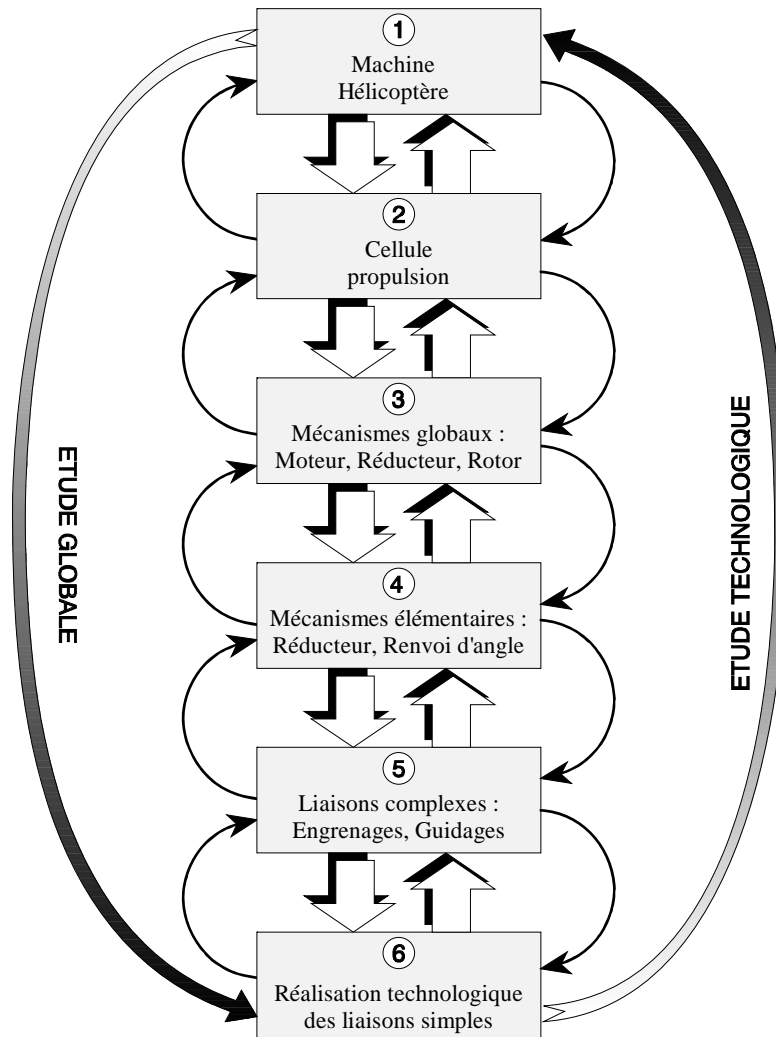 1
Machine
Hélicoptère
2
Cellule
propulsion
3
Mécanismes globaux :
Moteur, Réducteur, Rotor
4
Mécanismes élémentaires :
Réducteur, Renvoi d'angle
5
Liaisons complexes :
Engrenages, Guidages
6
Réalisation technologique
des liaisons simples
ETUDE GLOBALE
ETUDE TECHNOLOGIQUE